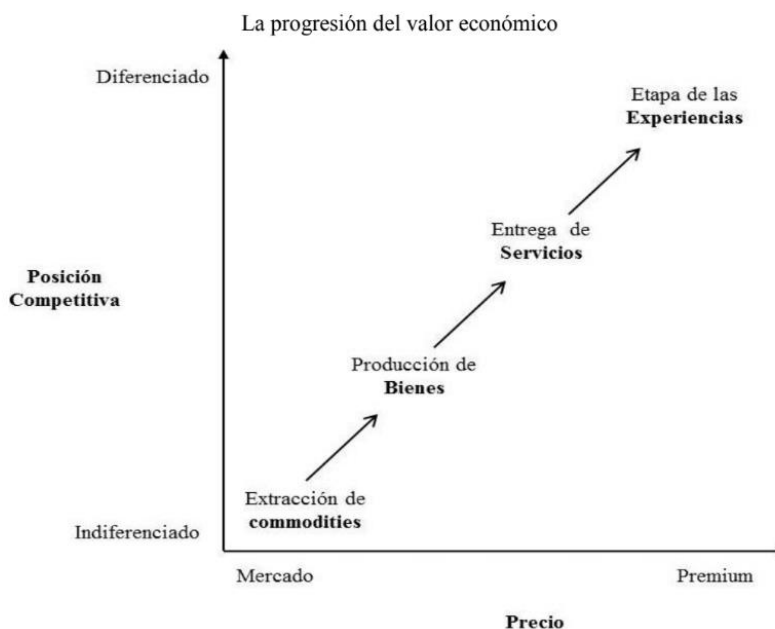 La progresión del valor económico
Diferenciado
Etapa de las
Experiencias
Entrega de
Servicios
Posición
Competitiva
Producción de
Bienes
Extracción de
commodities
Indiferenciado
Mercado
Premium
Precio